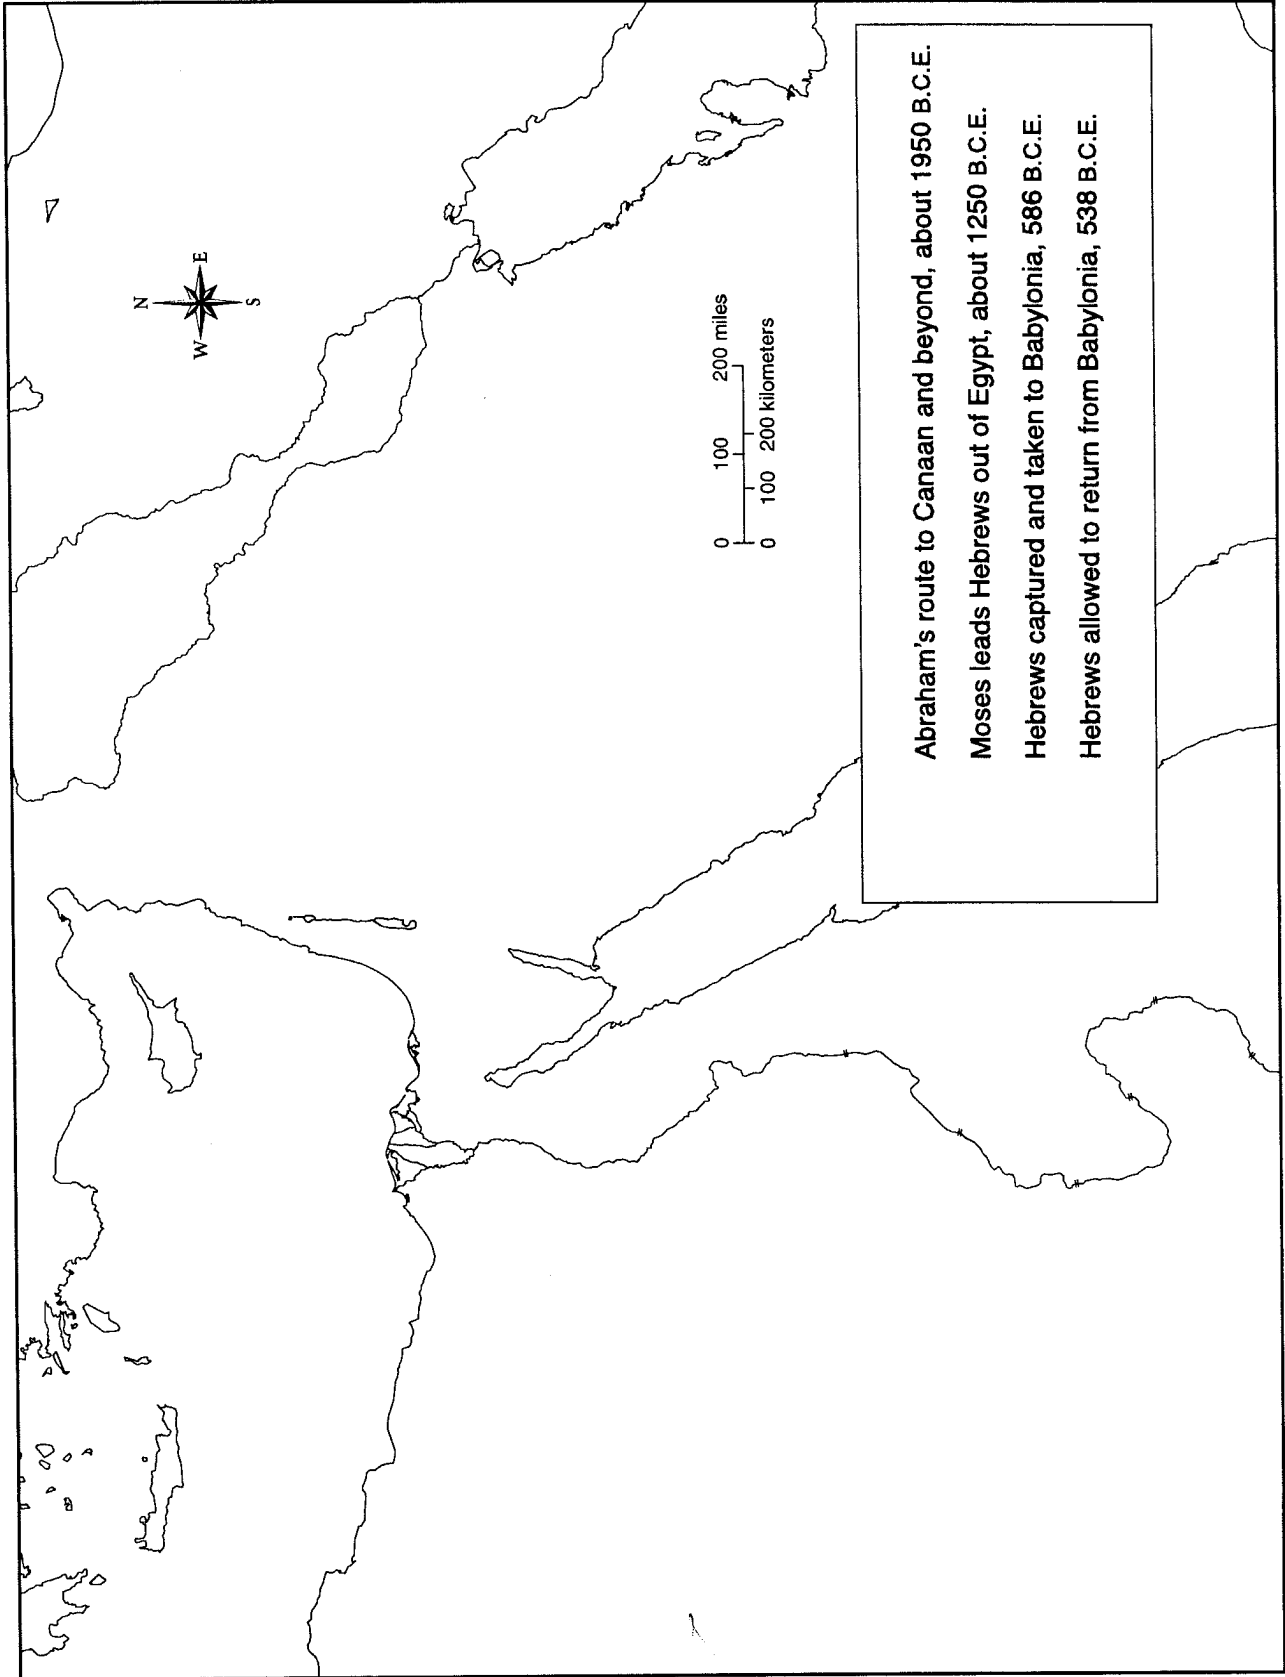 N
W E
S
0 100 200 miles
0 100 200 kilometers
Abraham's route to Canaan and beyond, about 1950 B.C.E.
Moses leads Hebrews out of Egypt, about 1250 B.C.E.
Hebrews captured and taken to Babylonia, 586 B.C.E.
Hebrews allowed to return from Babylonia, 538 B.C.E.